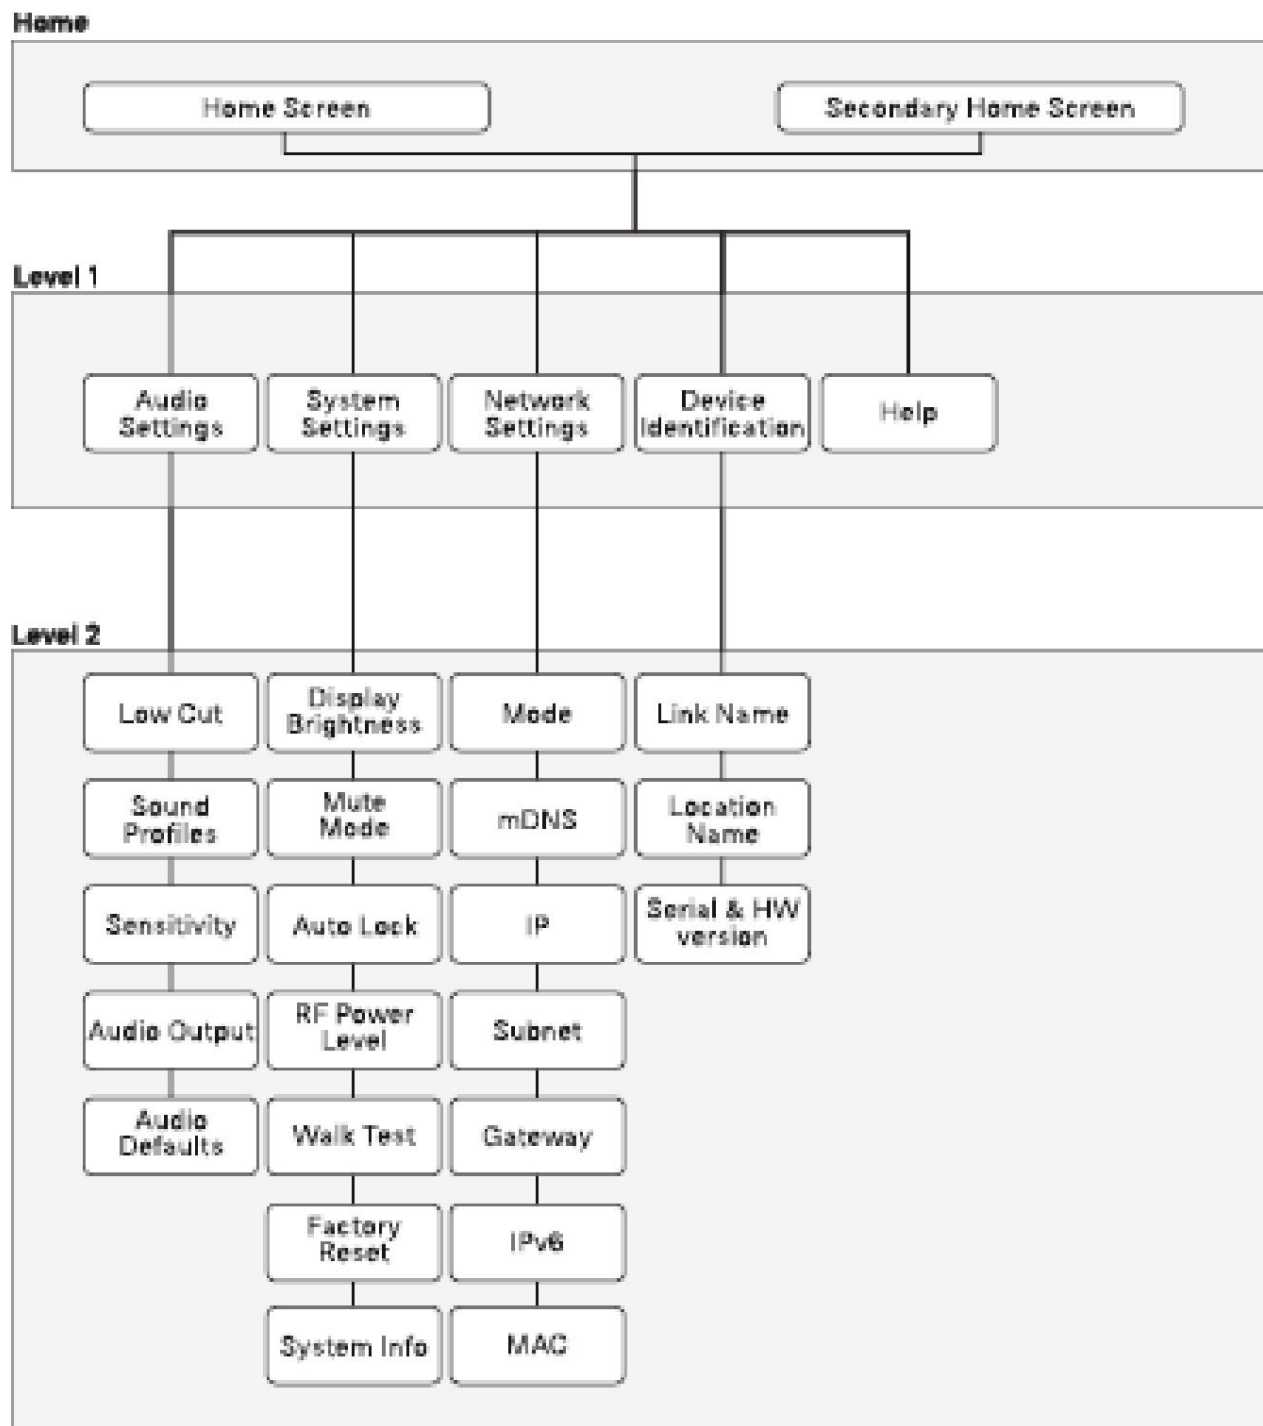 Home
Home Screen
Secondary Home Screen
Level 1
Audio
Settings
System
Settings
Network
Settings
Device
Identification
Help
Level 2
Low Cut
Display
Brightness
Mode
Link Name
Sound
Profiles
Mute
Mode
mDNS
Location
Name
Sensitivity
Auto Lock
IP
Serial & HW
version
Audio Output
RF Power
Level
Subnet
Audio
Defaults
Walk Test
Gateway
Factory
Reset
IPv6
System Info
MAC